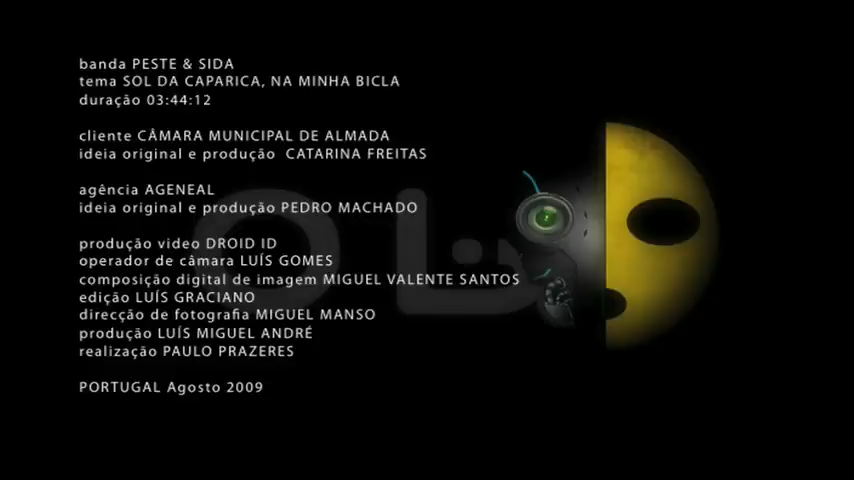 banda PESTE & SIDA
tema SOL DA CAPARICA, NA MINHA BICLA
duração 03:44:12
cliente CÂMARA MUNICIPAL DE ALMADA
ideia original e produção CATARINA FREITAS
agência AGENEAL
ideia original e produção PEDRO MACHADO
produção video DROID ID
operador de câmara LUÍS GOMES
composição digital de imagem MIGUEL VALENTE SANTOS
edição LUÍS GRACIANO
direcção de fotografia MIGUEL MANSO
produção LUÍS MIGUEL ANDRÉ
realização PAULO PRAZERES
PORTUGAL Agosto 2009